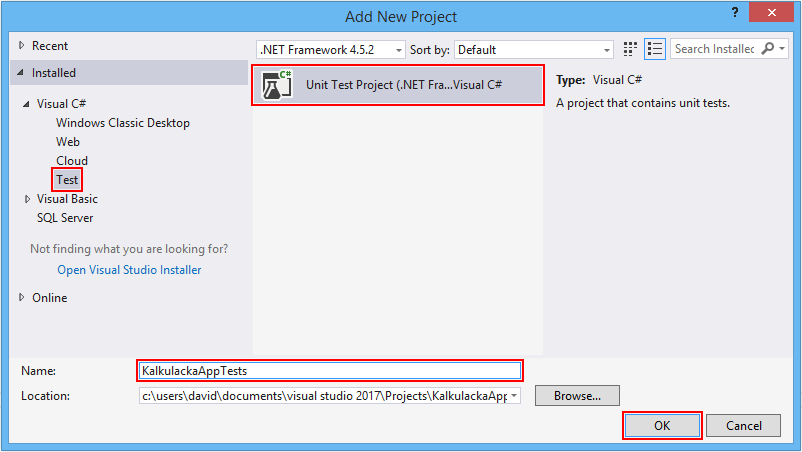 Add New Project
?
Recent
.NET Framework 4.5.2 Sort by: Default Search Installed
Installed
C#
Unit Test Project (.NET Fra...Visual C#
Type: Visual C#
A project that contains unit tests.
Visual C#
Windows Classic Desktop
Web
Cloud
Test
Visual Basic
SQL Server
Not finding what you are looking for?
Open Visual Studio Installer
Online
Name: KalkulackaAppTests
Location: c:\users\david\documents\visual studio 2017\Projects\KalkulackaApp
Browse...
OK Cancel